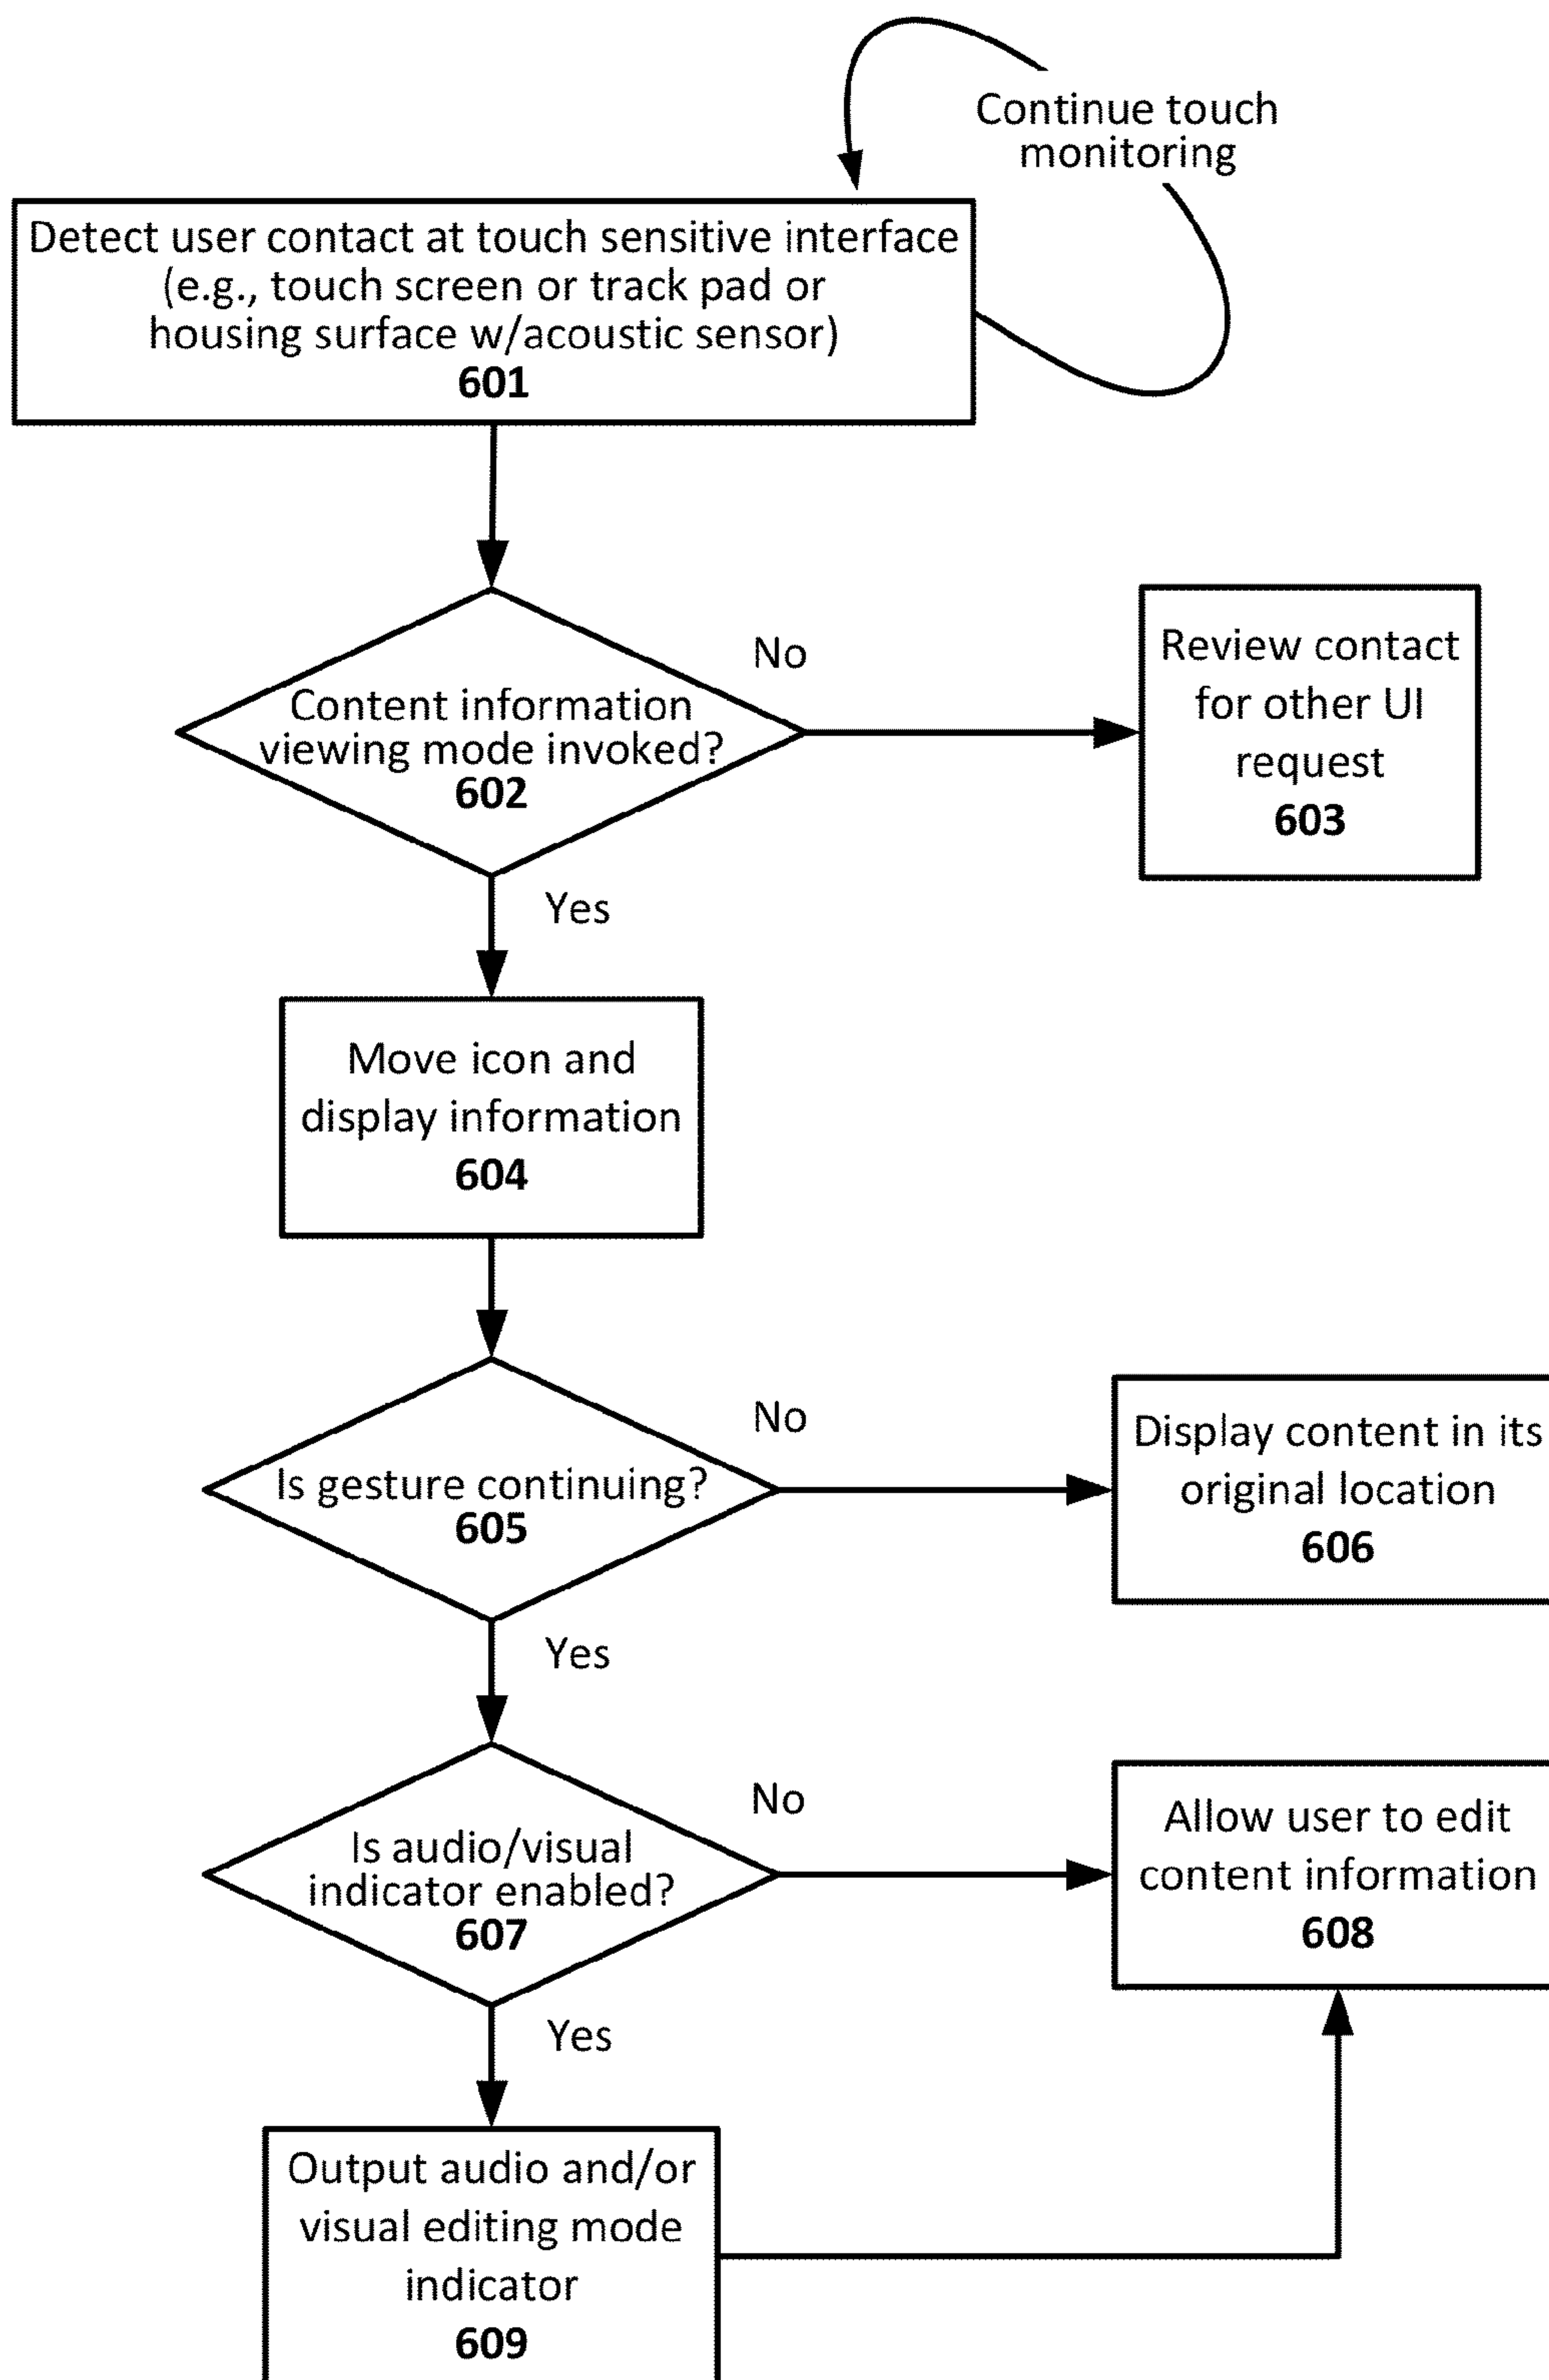 Continue touch
monitoring
Detect user contact at touch sensitive interface
(e.g., touch screen or track pad or
housing surface w/acoustic sensor)
601
No
Content information
viewing mode invoked?
602
Review contact
for other UI
request
603
Yes
Move icon and
display information
604
No
Is gesture continuing?
605
Display content in its
original location
606
Yes
No
Is audio/visual
indicator enabled?
607
Allow user to edit
content information
608
Yes
Output audio and/or
visual editing mode
indicator
609